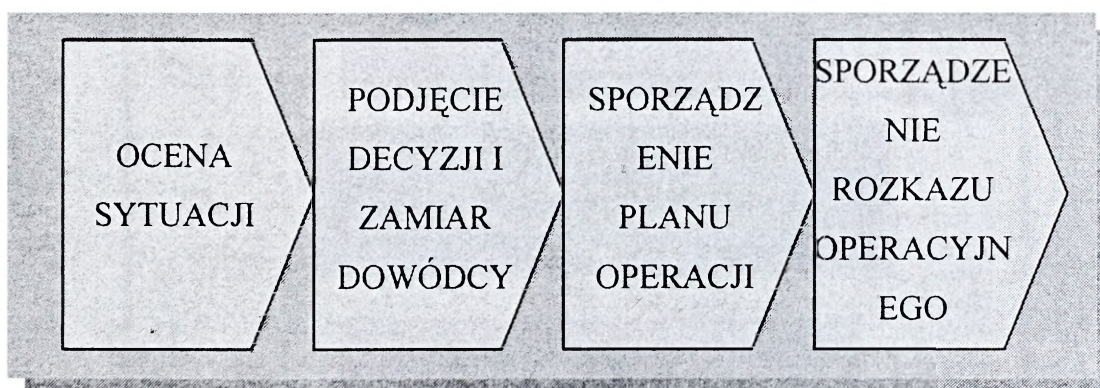 OCENA
SYTUACJI
PODJĘCIE
DECYZJI I
ZAMIAR
DOWÓDCY
SPORZĄDZ
ENIE
PLANU
OPERACJI
SPORZĄDZE
NIE
ROZKAZU
OPERACYJN
EGO